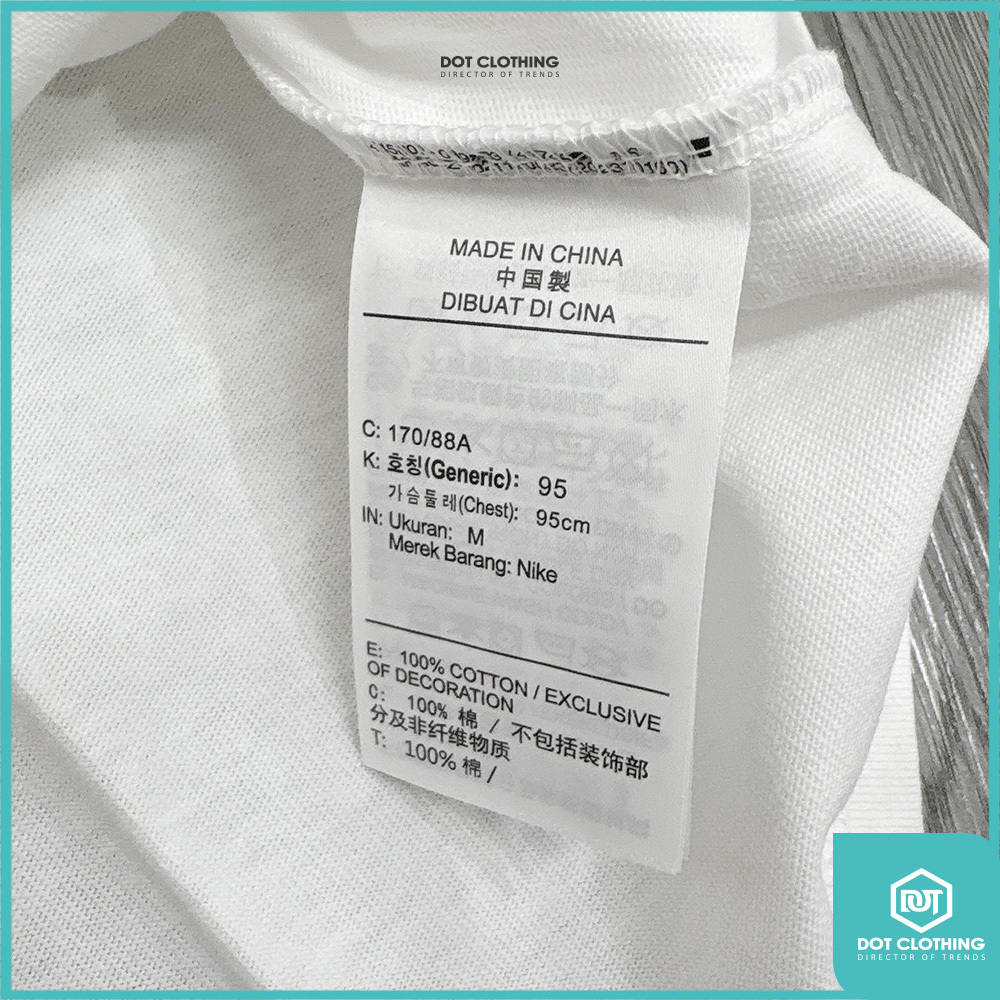 DOT CLOTHING
DIRECTOR OF TRENDS
MADE IN CHINA
中国製
DIBUAT DI CINA
C: 170/88A
K: 호칭(Generic): 95
가슴둘레(Chest): 95cm
IN: Ukuran: M
Merek Barang: Nike
E: 100% COTTON / EXCLUSIVE
OF DECORATION
C: 100% 棉 / 不包括装饰部
分及非纤维物质
T: 100% 棉 /
DOT
DOT CLOTHING
DIRECTOR OF TRENDS